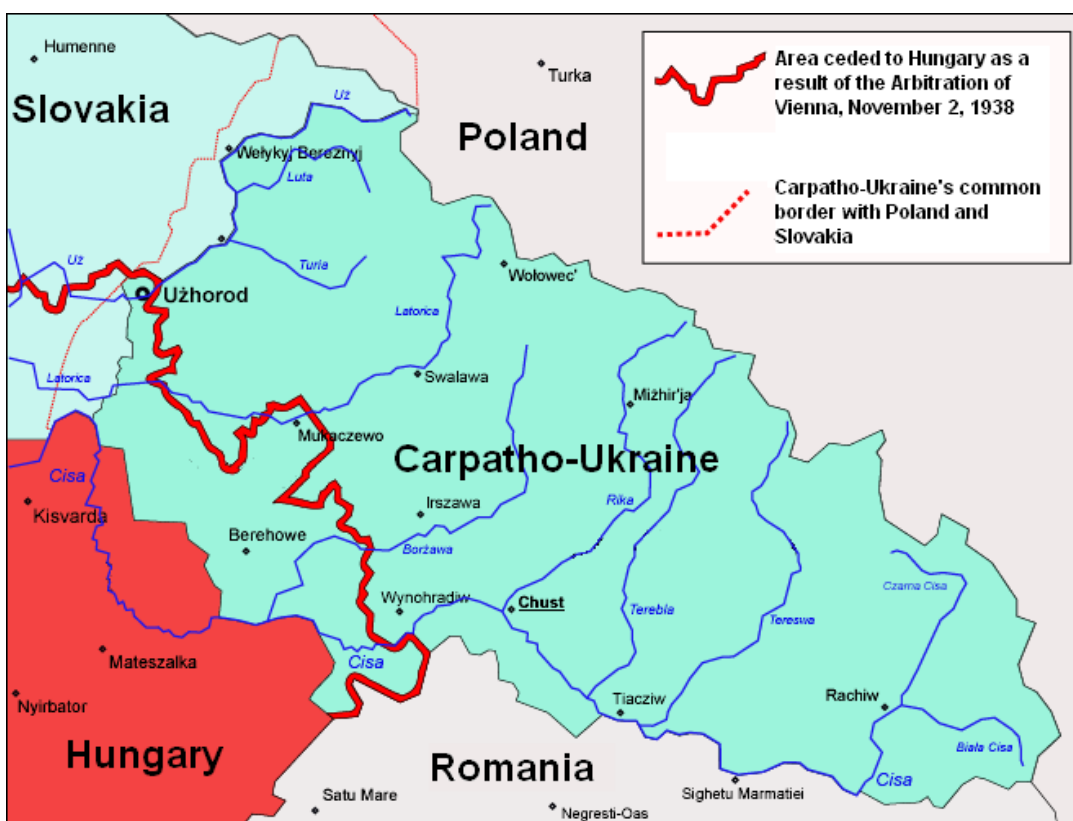 Humenne
Slovakia
Turka
Poland
Area ceded to Hungary as a
result of the Arbitration of
Vienna, November 2, 1938
Carpatho-Ukraine's common
border with Poland and
Slovakia
Uż
Wełykyj Bereznyj
Luta
Uż
Turia
Użhorod
Wołowec'
Latorica
Latorica
Swalawa
Miżhir'ja
Mukaczewo
Carpatho-Ukraine
Cisa
Kisvarda
Irszawa
Rika
Berehowe
Borżawa
Czarna Cisa
Wynohradiw
Chust
Terebla
Tereswa
Mateszalka
Cisa
Nyirbator
Tiacziw
Rachiw
Hungary
Romania
Biała Cisa
Cisa
Sighetu Marmatiei
Satu Mare
Negresti-Oas